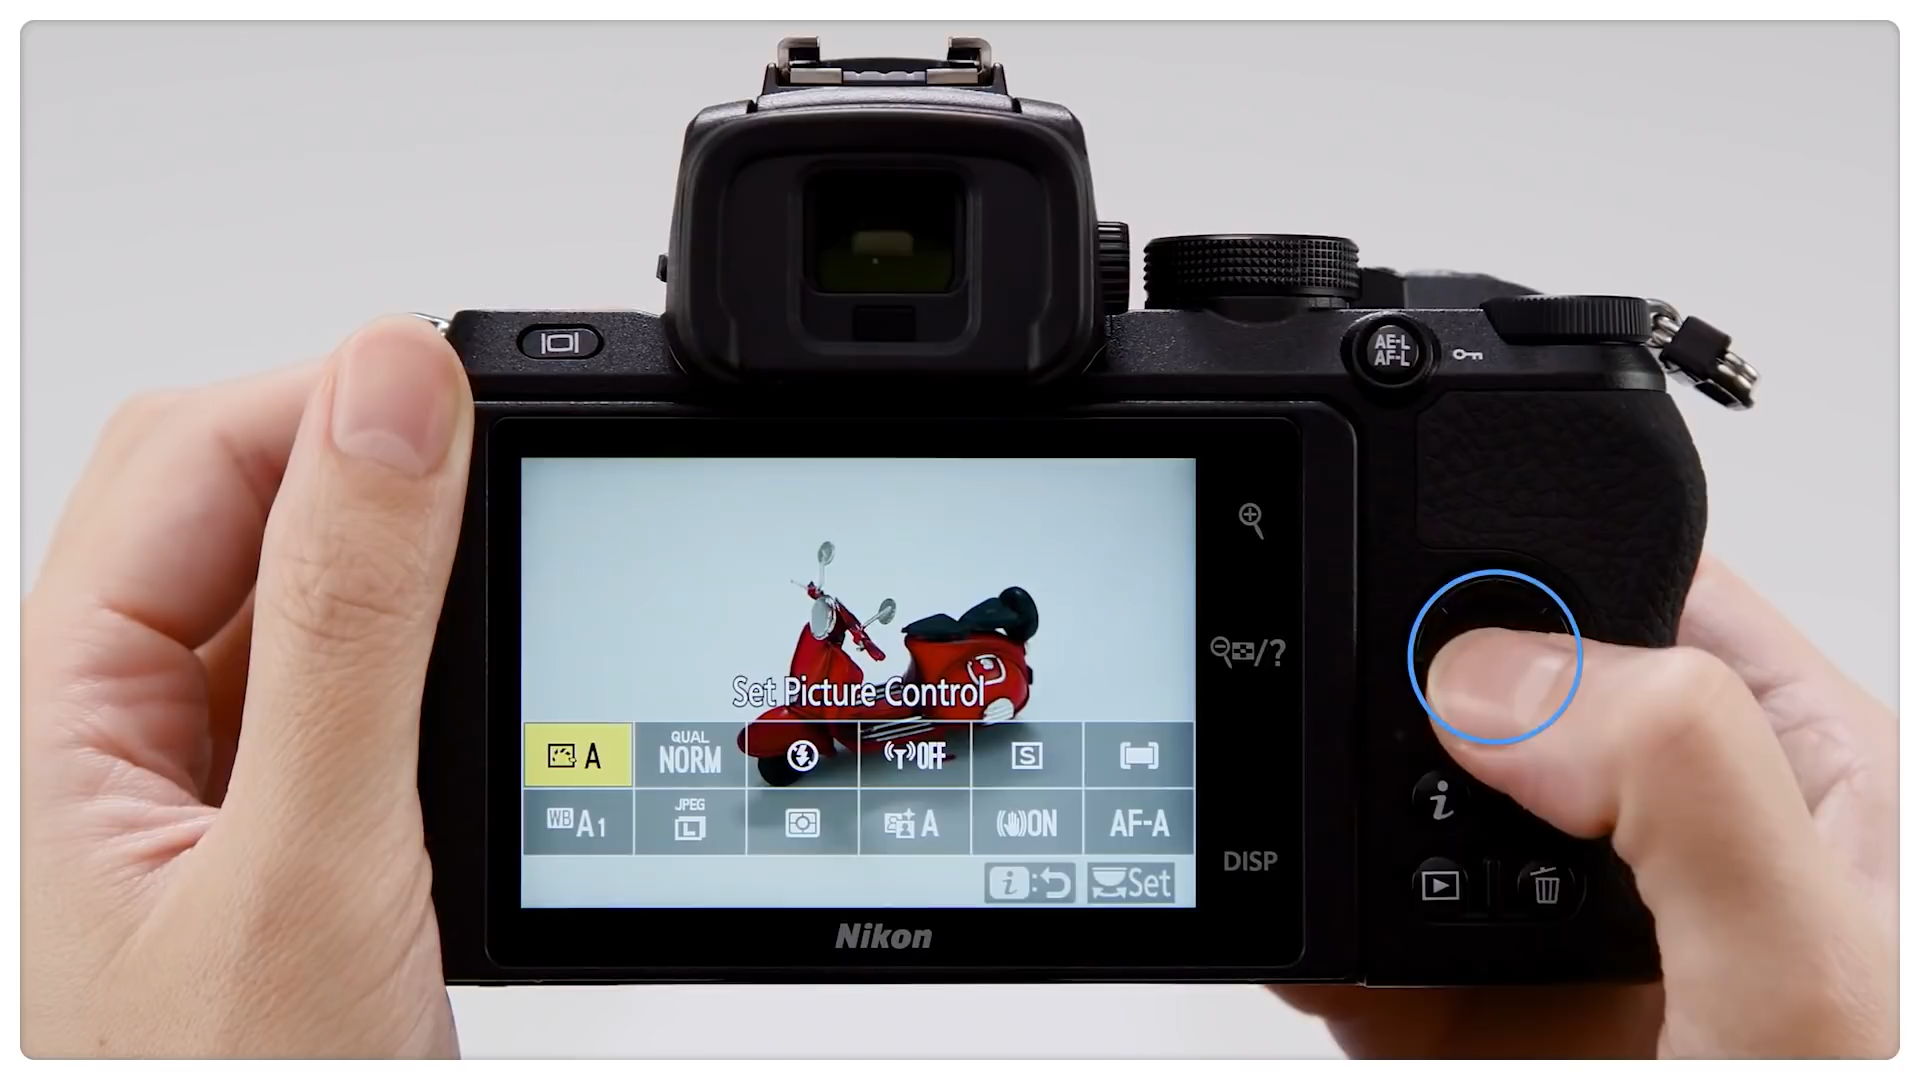 AE-L
AF-L
Set Picture Control
A
QUAL
NORM
OFF
S
WB A1
JPEG
L
A
ON
AF-A
i
Set
/?
DISP
i
Nikon